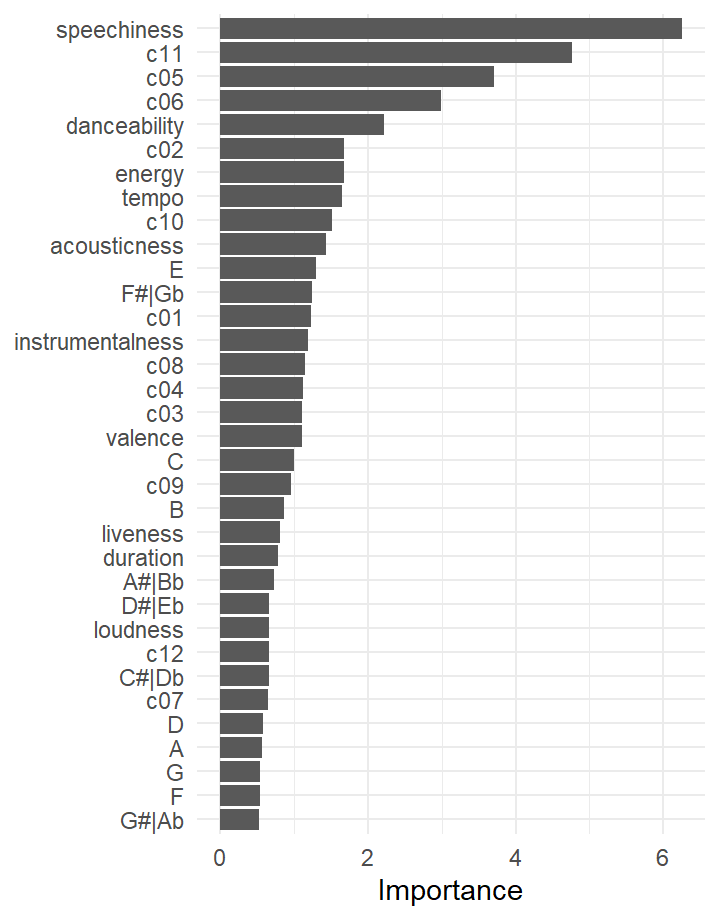 speechiness
c11
c05
c06
danceability
c02
energy
tempo
c10
acousticness
E
F#|Gb
c01
instrumentalness
c08
c04
c03
valence
C
c09
B
liveness
duration
A#|Bb
D#|Eb
loudness
c12
C#|Db
c07
D
A
G
F
G#|Ab
0 2 4 6
Importance